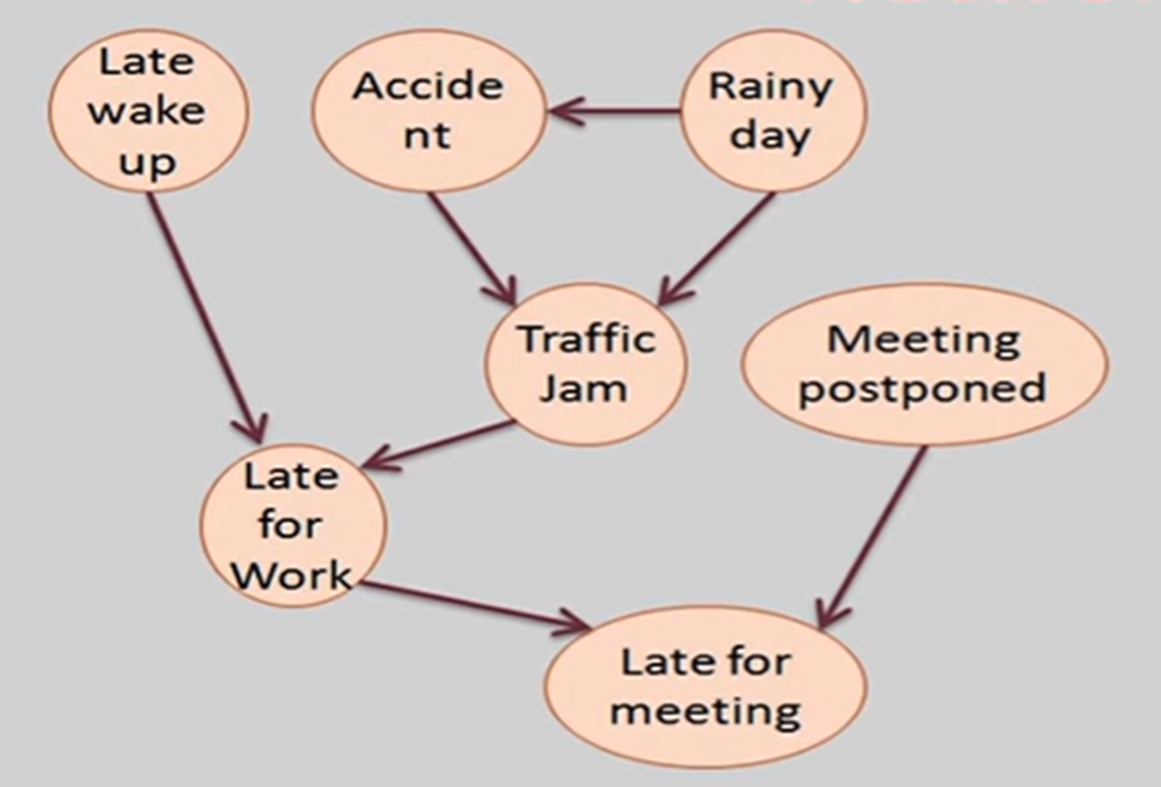 Late
wake
up
Accide
nt
Rainy
day
Traffic
Jam
Meeting
postponed
Late
for
Work
Late for
meeting